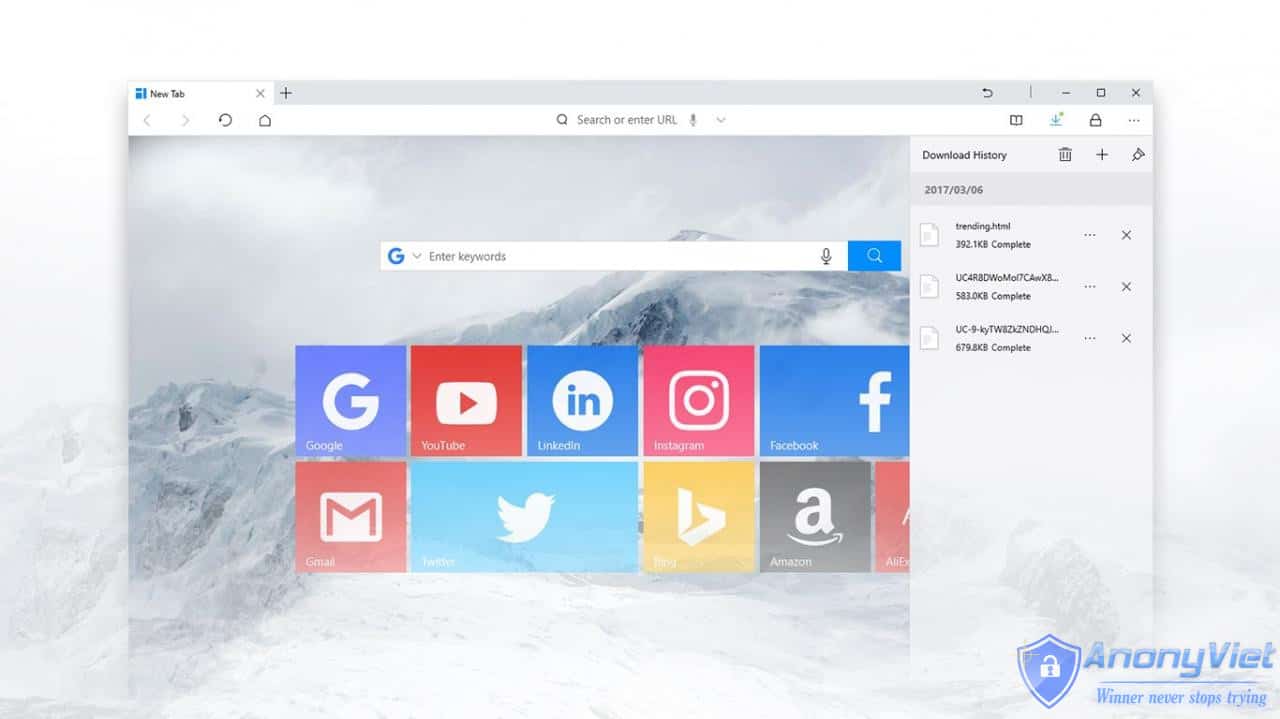 New Tab
Search or enter URL
Download History
2017/03/06
Enter keywords
trending.html
392.1KB Complete
UC4R8DWoMoI7CAwX8...
583.0KB Complete
UC-9-kyTW8ZkZNDHQJ...
679.8KB Complete
Google
YouTube
LinkedIn
Instagram
Facebook
Gmail
Twitter
Bing
Amazon
AliEx
AnonyViet
Winner never stops trying